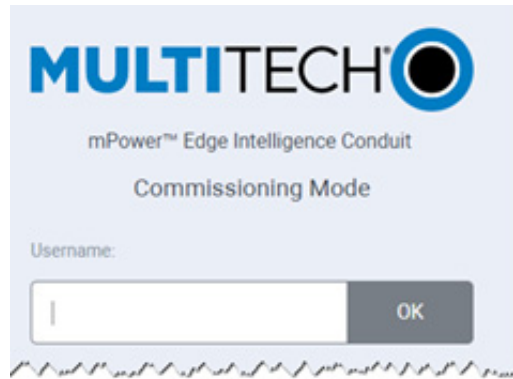 MULTITECH®
mPower™ Edge Intelligence Conduit
Commissioning Mode
Username:
OK